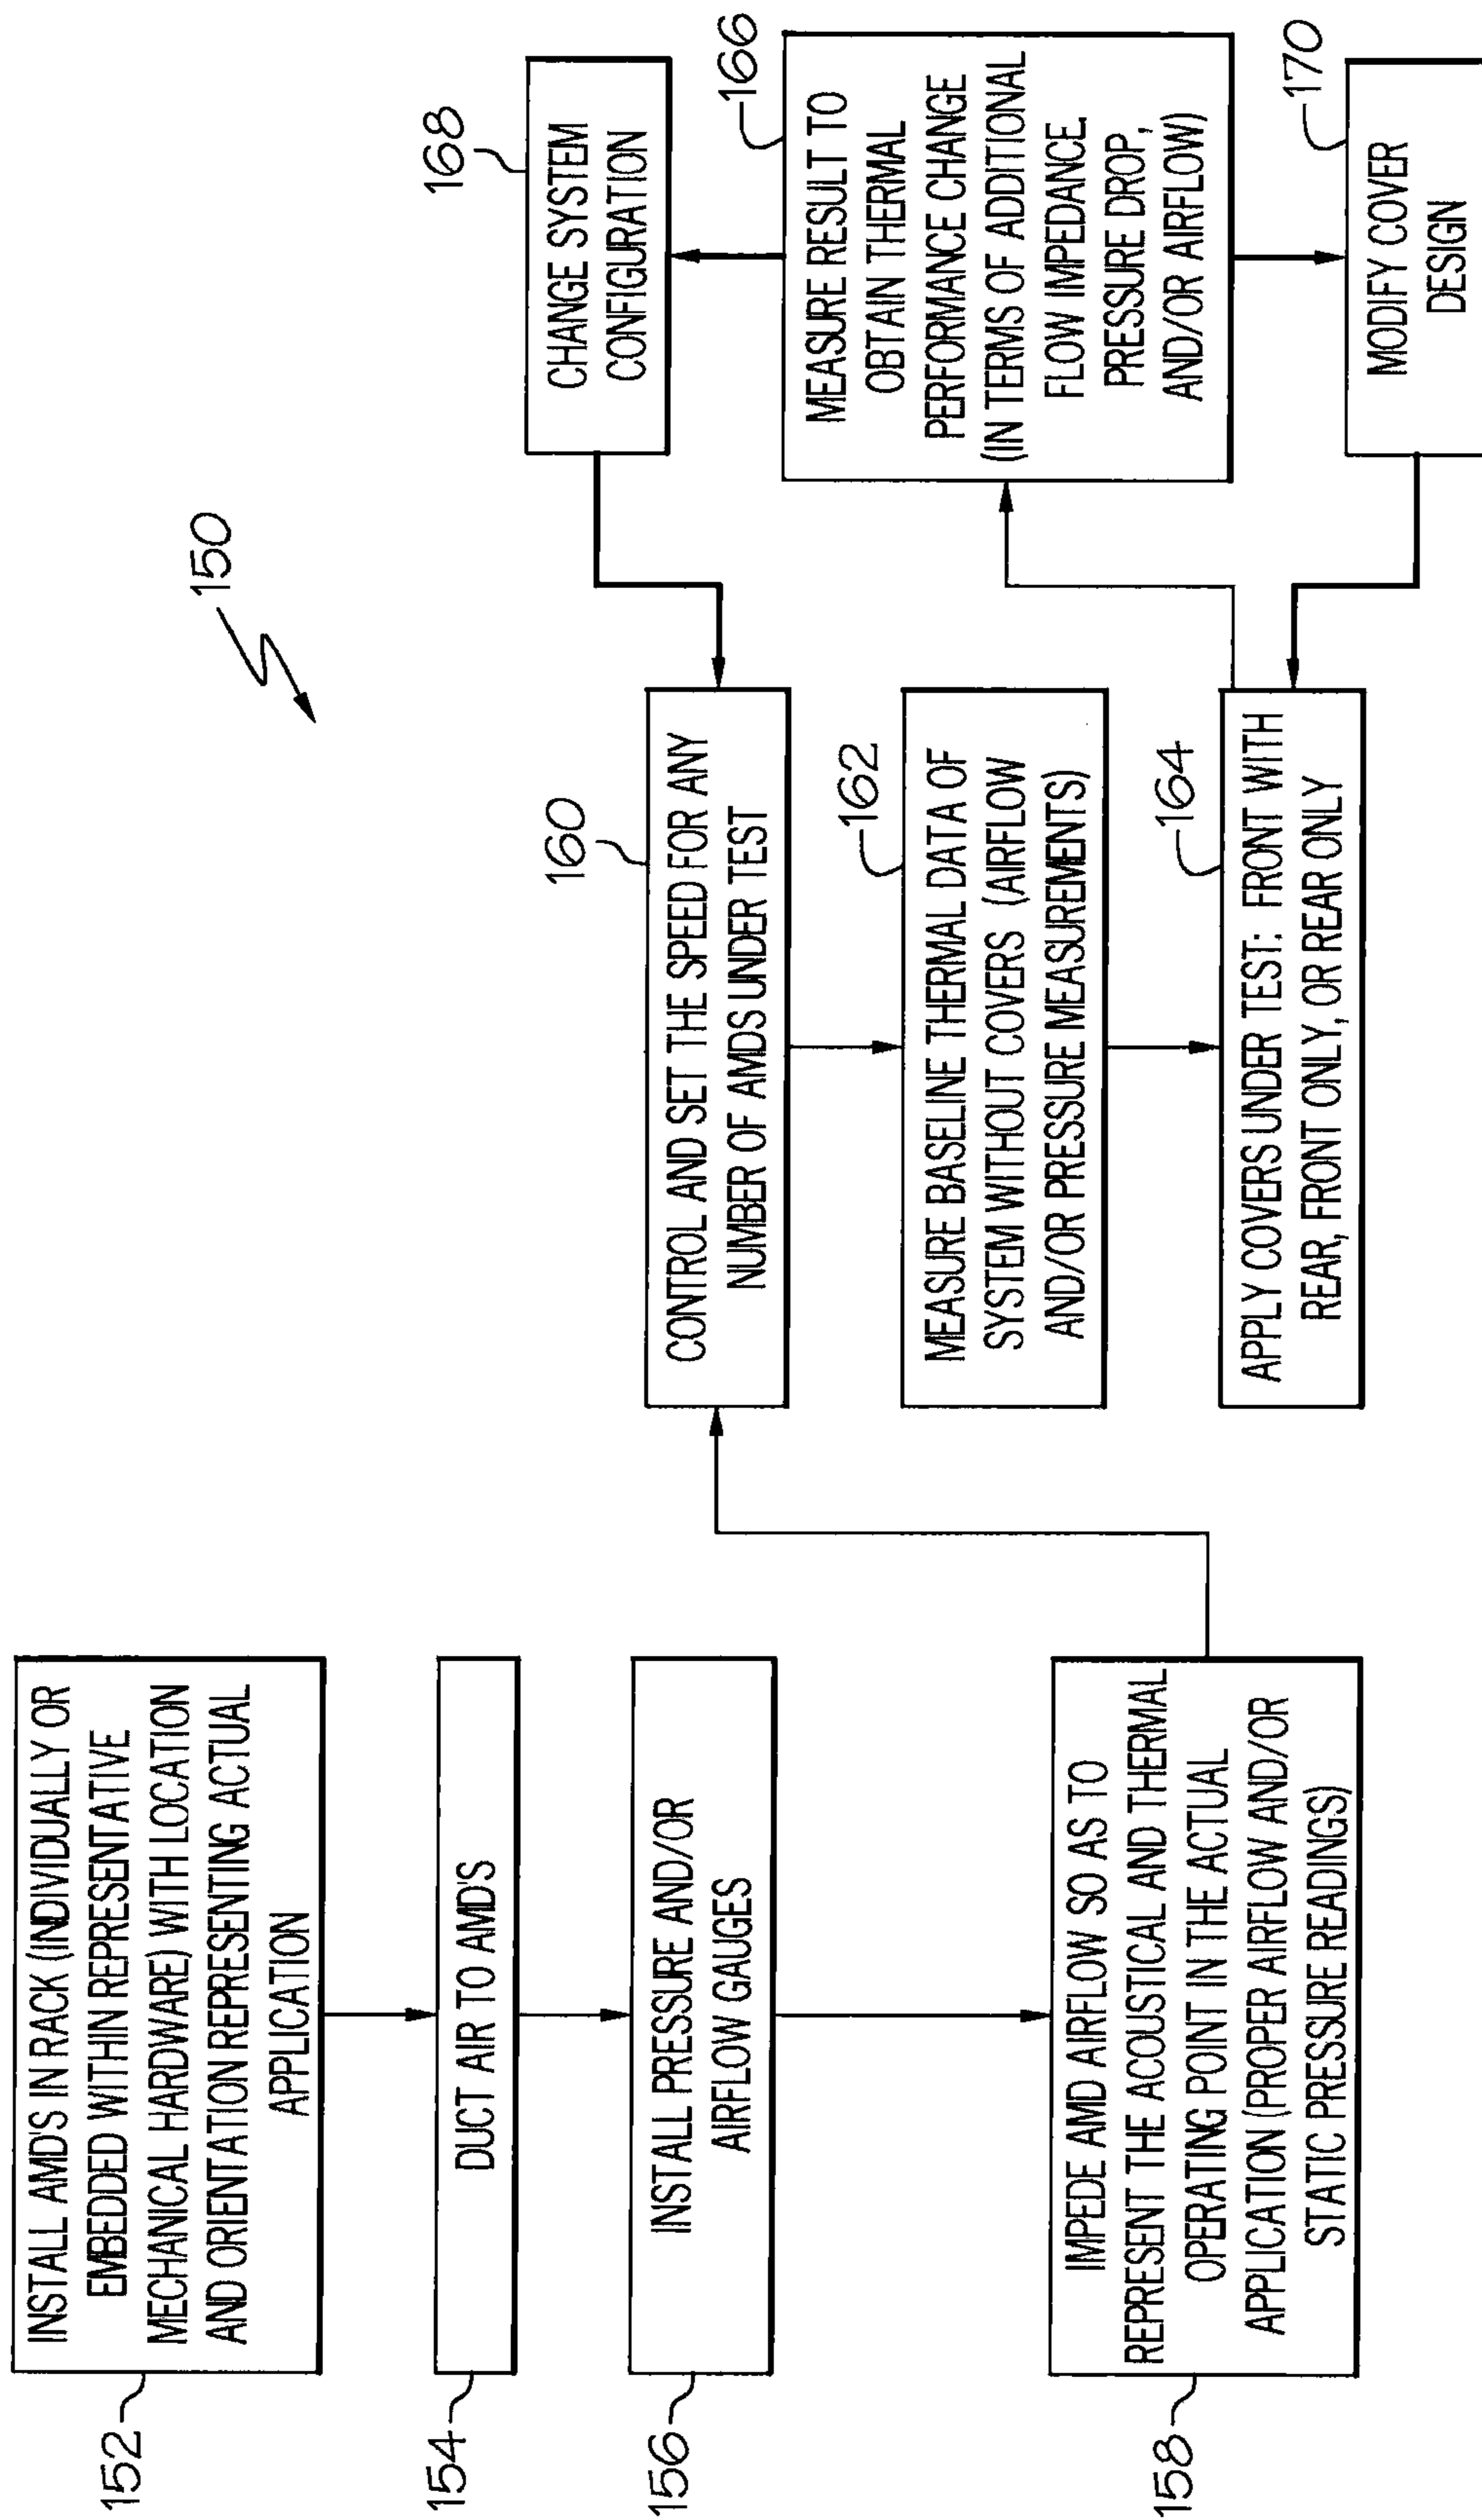 150
152
INSTALL AMD'S IN RACK (INDIVIDUALLY OR
EMBEDDED WITHIN REPRESENTATIVE
MECHANICAL HARDWARE) WITH LOCATION
AND ORIENTATION REPRESENTING ACTUAL
APPLICATION
154
DUCT AIR TO AMD'S
156
INSTALL PRESSURE AND/OR
AIRFLOW GAUGES
158
IMPEDE AMD AIRFLOW SO AS TO
REPRESENT THE ACOUSTICAL AND THERMAL
OPERATING POINT IN THE ACTUAL
APPLICATION (PROPER AIRFLOW AND/OR
STATIC PRESSURE READINGS)
160
CONTROL AND SET THE SPEED FOR ANY
NUMBER OF AMDS UNDER TEST
162
MEASURE BASELINE THERMAL DATA OF
SYSTEM WITHOUT COVERS (AIRFLOW
AND/OR PRESSURE MEASUREMENTS)
164
APPLY COVERS UNDER TEST: FRONT WITH
REAR, FRONT ONLY, OR REAR ONLY
168
CHANGE SYSTEM
CONFIGURATION
166
MEASURE RESULT TO
OBTAIN THERMAL
PERFORMANCE CHANGE
(IN TERMS OF ADDITIONAL
FLOW IMPEDANCE,
PRESSURE DROP,
AND/OR AIRFLOW)
170
MODIFY COVER
DESIGN